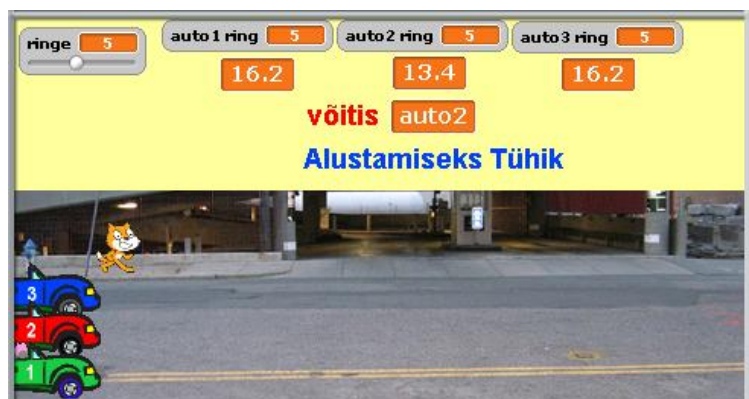 ringe 5
auto1 ring 5
auto2 ring 5
auto3 ring 5
16.2
13.4
16.2
võitis auto2
Alustamiseks Tühik
3
2
1